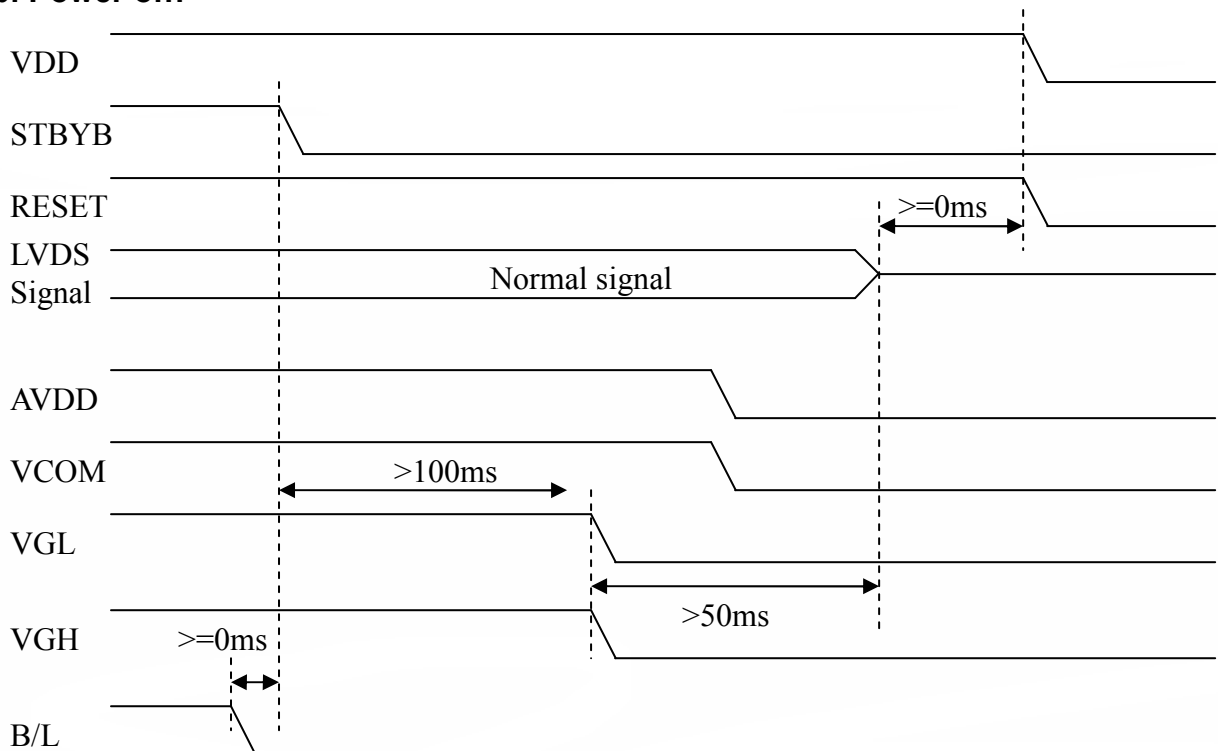 VDD
STBYB
RESET
>=0ms
LVDS
Signal
Normal signal
AVDD
VCOM
>100ms
VGL
>50ms
VGH
>=0ms
B/L